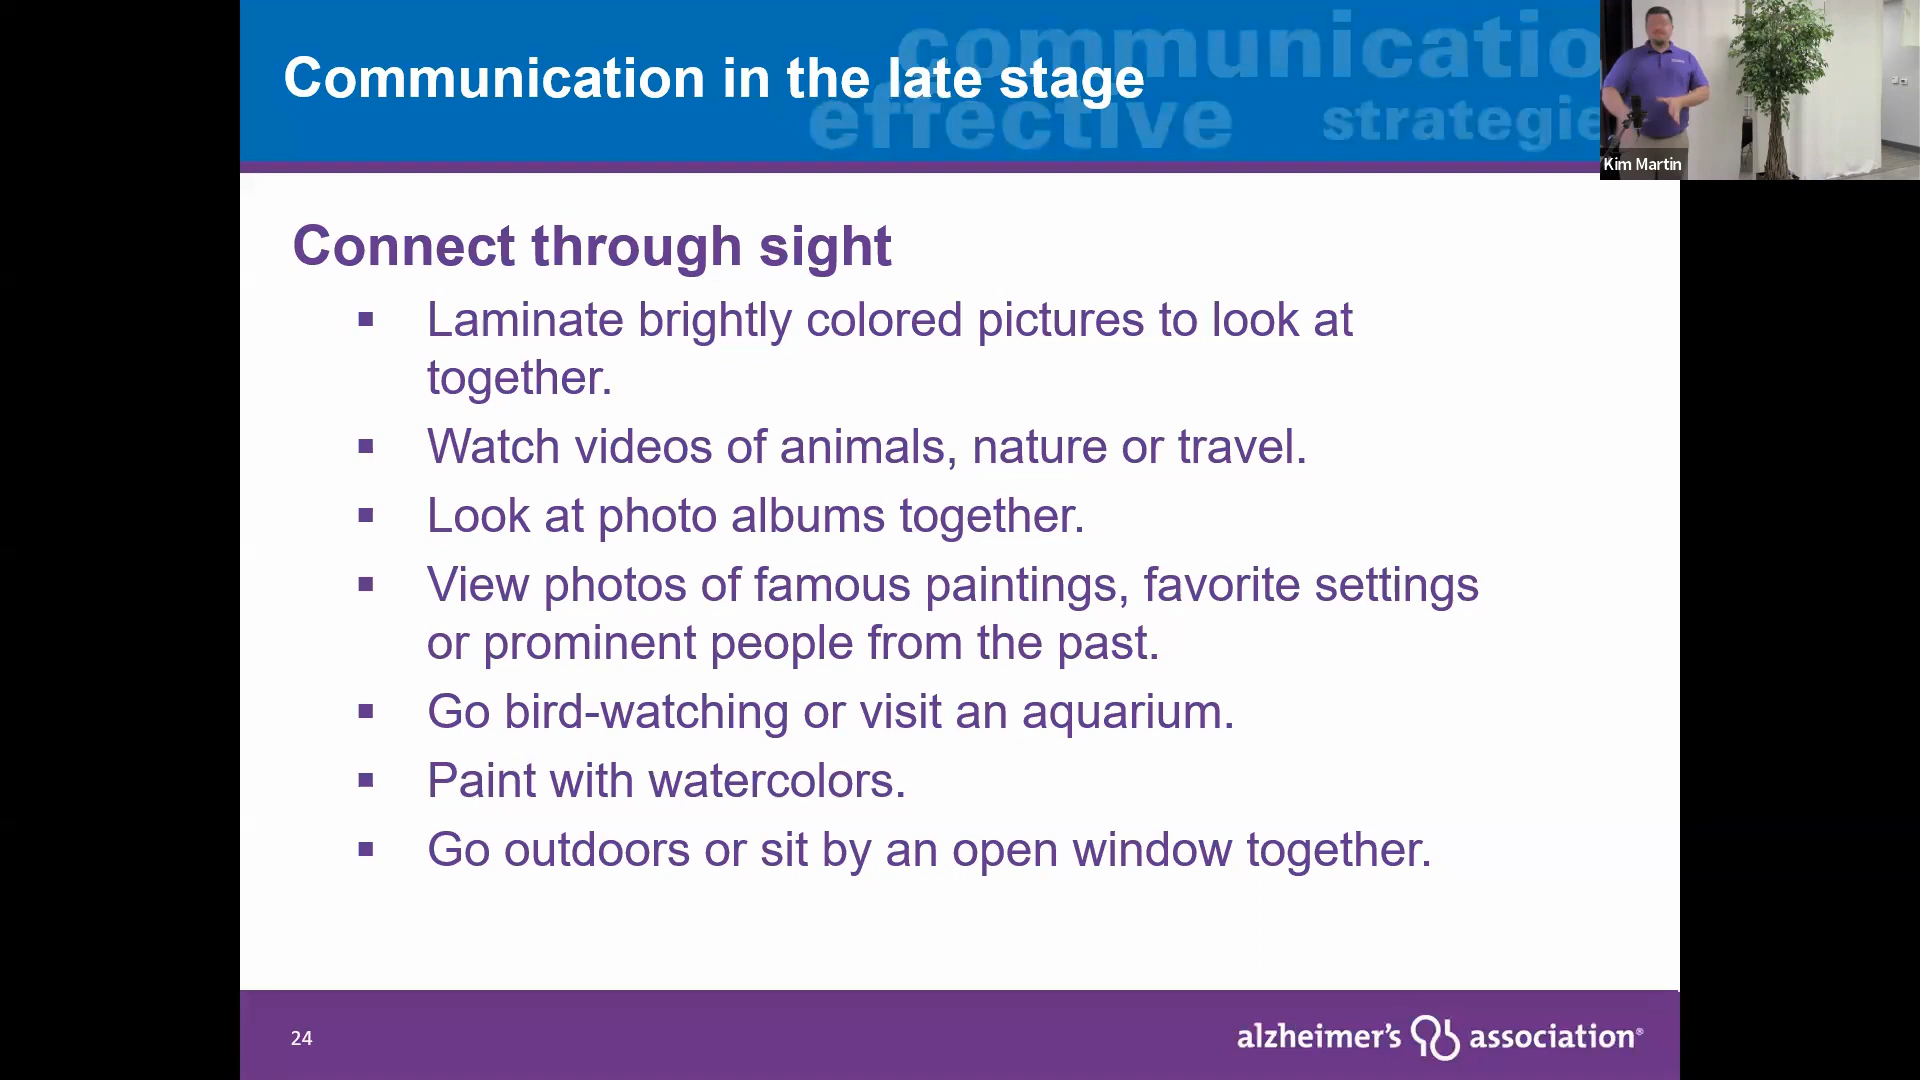 communicatio
Communication in the late stage
effective strategie
Kim Martin
Connect through sight
▪ Laminate brightly colored pictures to look at
together.
▪ Watch videos of animals, nature or travel.
▪ Look at photo albums together.
▪ View photos of famous paintings, favorite settings
or prominent people from the past.
▪ Go bird-watching or visit an aquarium.
▪ Paint with watercolors.
▪ Go outdoors or sit by an open window together.
24
alzheimer's association®